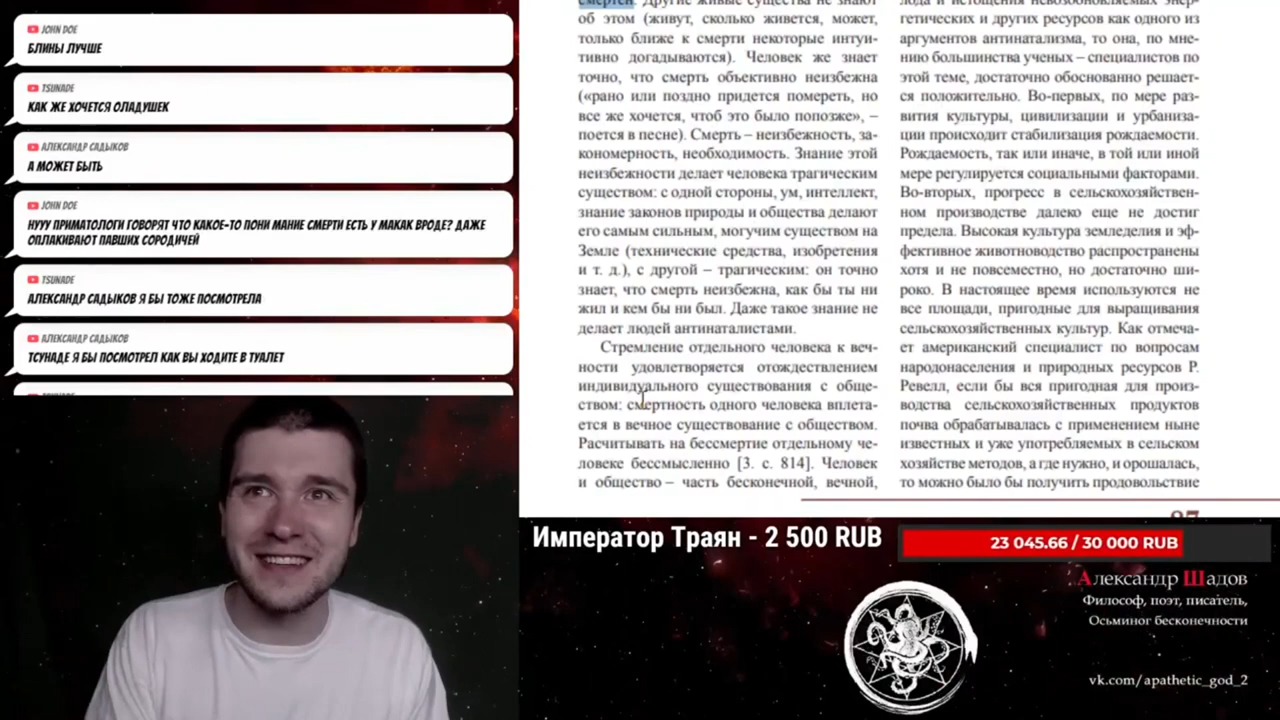 JOHN DOE
БЛИНЫ ЛУЧШЕ
TSUNADE
КАК ЖЕ ХОЧЕТСЯ ОЛАДУШЕК
АЛЕКСАНДР САДЫКОВ
А МОЖЕТ БЫТЬ
JOHN DOE
НУУУ ПРИМАТОЛОГИ ГОВОРЯТ ЧТО КАКОЕ-ТО ПОНИ МАНИЕ СМЕРТИ ЕСТЬ У МАКАК ВРОДЕ? ДАЖЕ
ОПЛАКИВАЮТ ПАВШИХ СОРОДИЧЕЙ
TSUNADE
АЛЕКСАНДР САДЫКОВ Я БЫ ТОЖЕ ПОСМОТРЕЛА
АЛЕКСАНДР САДЫКОВ
ТСУНАДЕ Я БЫ ПОСМОТРЕЛ КАК ВЫ ХОДИТЕ В ТУАЛЕТ
смертен. Другие живые существа не знают
об этом (живут, сколько живется, может,
только ближе к смерти некоторые интуи-
тивно догадываются). Человек же знает
точно, что смерть объективно неизбежна
(«рано или поздно придется помереть, но
все же хочется, чтоб это было попозже», –
поется в песне). Смерть – неизбежность, за-
кономерность, необходимость. Знание этой
неизбежности делает человека трагическим
существом: с одной стороны, ум, интеллект,
знание законов природы и общества делают
его самым сильным, могучим существом на
Земле (технические средства, изобретения
и т. д.), с другой – трагическим: он точно
знает, что смерть неизбежна, как бы ты ни
жил и кем бы ни был. Даже такое знание не
делает людей антинаталистами.
Стремление отдельного человека к веч-
ности удовлетворяется отождествлением
индивидуального существования с обще-
ством: смертность одного человека вплета-
ется в вечное существование с обществом.
Расчитывать на бессмертие отдельному че-
ловеке бессмысленно [3. с. 814]. Человек
и общество – часть бесконечной, вечной,
лода и истощения невозобновляемых энер-
гетических и других ресурсов как одного из
аргументов антинатализма, то она, по мне-
нию большинства ученых – специалистов по
этой теме, достаточно обоснованно решает-
ся положительно. Во-первых, по мере раз-
вития культуры, цивилизации и урбаниза-
ции происходит стабилизация рождаемости.
Рождаемость, так или иначе, в той или иной
мере регулируется социальными факторами.
Во-вторых, прогресс в сельскохозяйствен-
ном производстве далеко еще не достиг
предела. Высокая культура земледелия и эф-
фективное животноводство распространены
хотя и не повсеместно, но достаточно ши-
роко. В настоящее время используются не
все площади, пригодные для выращивания
сельскохозяйственных культур. Как отмеча-
ет американский специалист по вопросам
народонаселения и природных ресурсов Р.
Ревелл, если бы вся пригодная для произ-
водства сельскохозяйственных продуктов
почва обрабатывалась с применением ныне
известных и уже употребляемых в сельском
хозяйстве методов, а где нужно, и орошалась,
то можно было бы получить продовольствие
Император Траян - 2 500 RUB
23 045.66 / 30 000 RUB
Александр Шадов
Философ, поэт, писатель,
Осьминог бесконечности
vk.com/apathetic_god_2